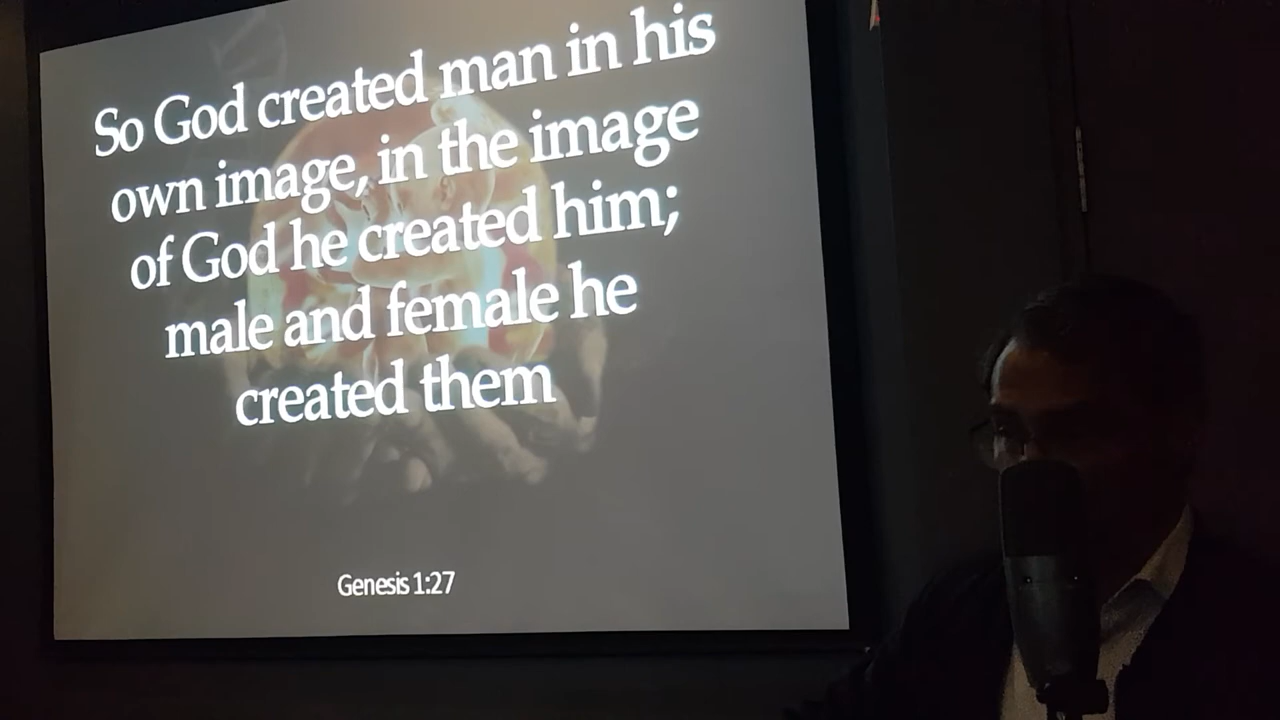 So God created man in his
own image, in the image
of God he created him;
male and female he
created them
Genesis 1:27